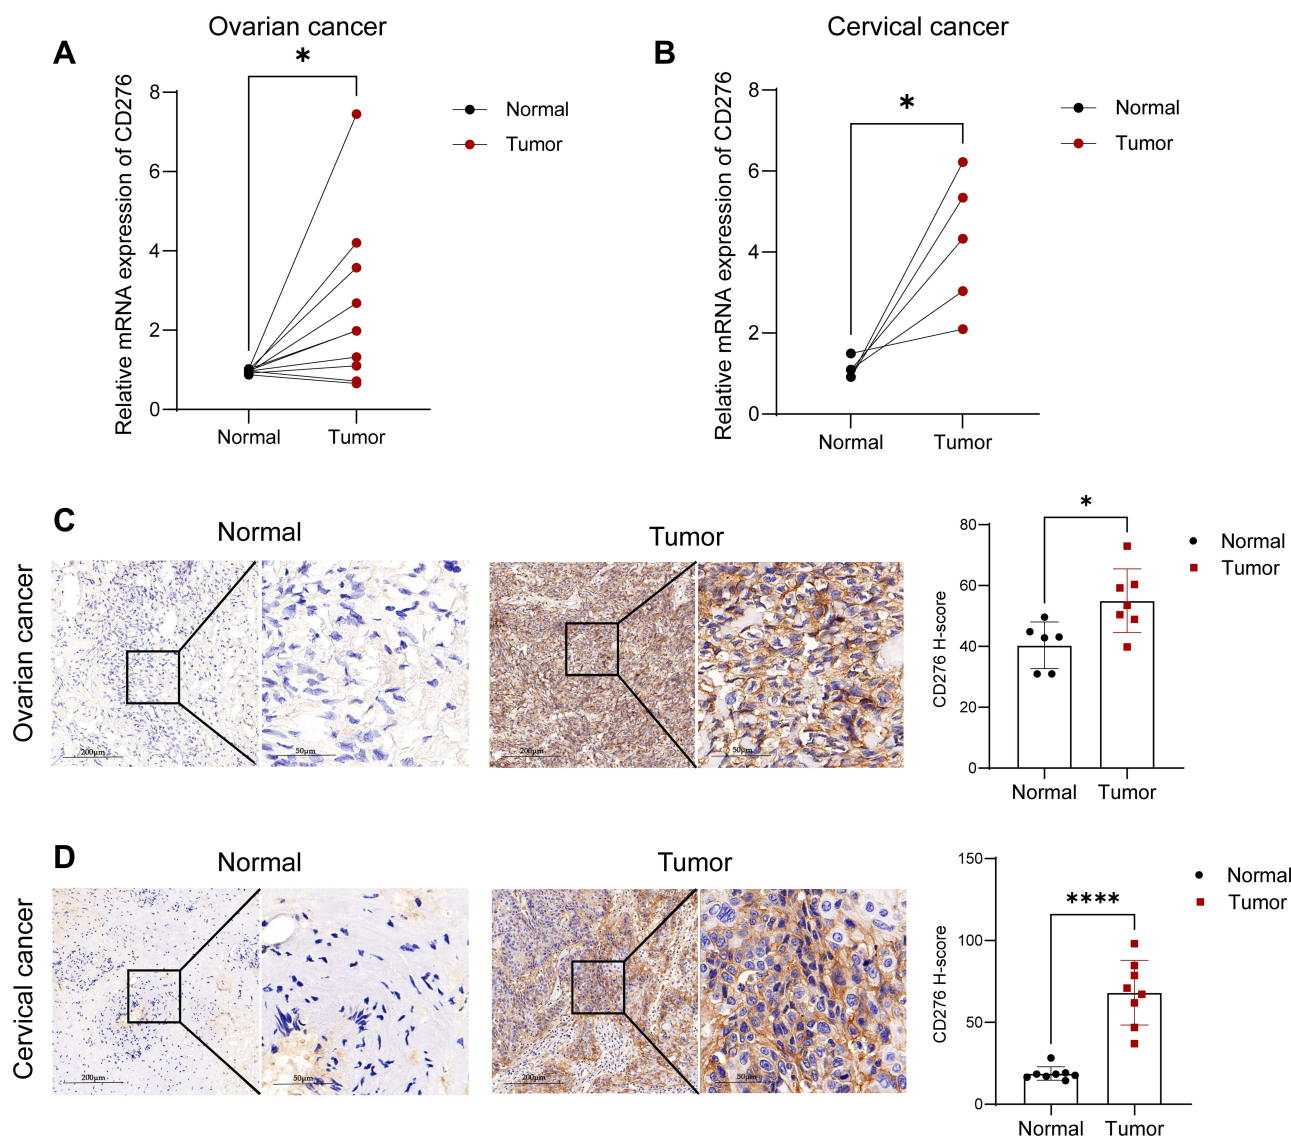 Ovarian cancer
A
*
Relative mRNA expression of CD276
8
6
4
2
0
Normal
Tumor
Normal
Tumor
Cervical cancer
B
*
Relative mRNA expression of CD276
8
6
4
2
0
Normal
Tumor
Normal
Tumor
C
Normal
Tumor
Ovarian cancer
200μm
50μm
200μm
50μm
*
CD276 H-score
80
60
40
20
0
Normal
Tumor
Normal
Tumor
D
Normal
Tumor
Cervical cancer
200μm
50μm
200μm
50μm
****
CD276 H-score
150
100
50
0
Normal
Tumor
Normal
Tumor